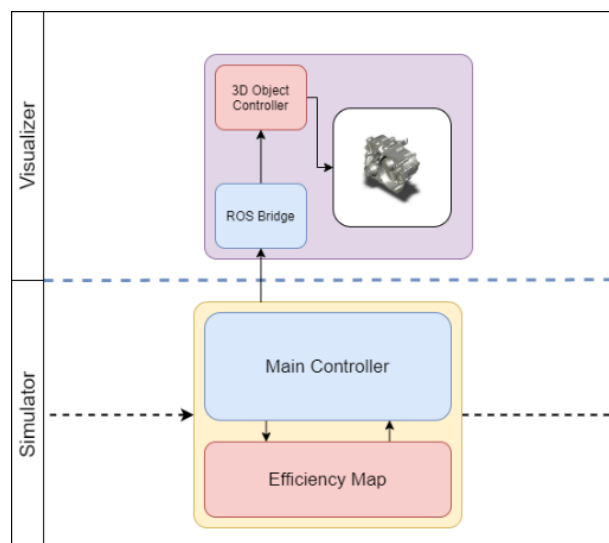 Visualizer
3D Object
Controller
ROS Bridge
Simulator
Main Controller
Efficiency Map